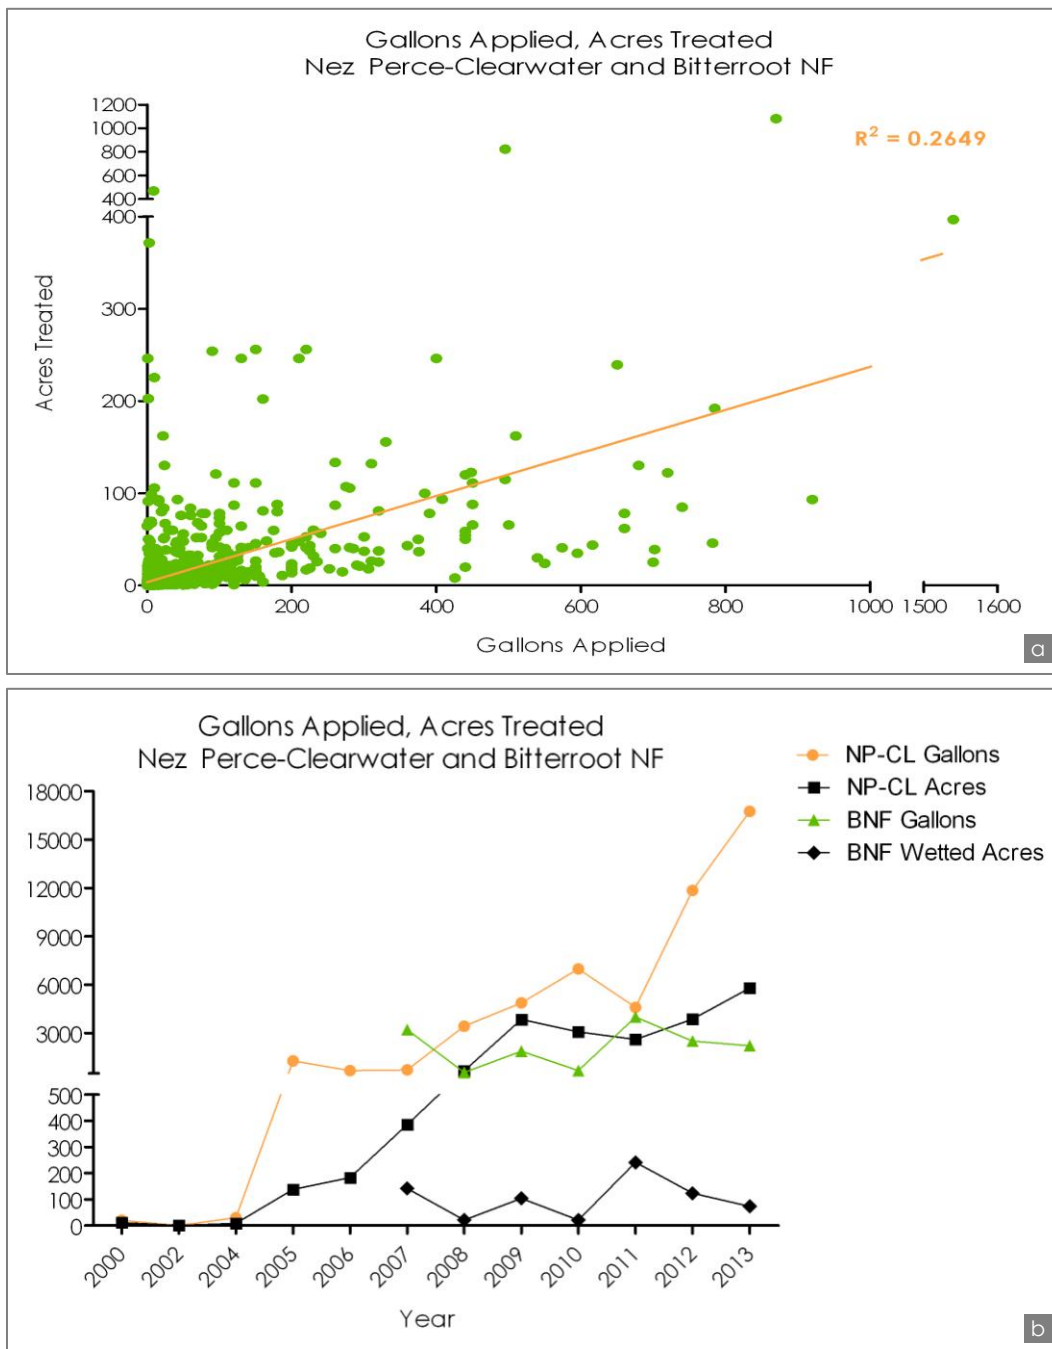 Gallons Applied, Acres Treated
Nez Perce-Clearwater and Bitterroot NF
1200
1000
800
600
400
400
300
200
100
0
R² = 0.2649
Acres Treated
0 200 400 600 800 1000 1500 1600
Gallons Applied
a
Gallons Applied, Acres Treated
Nez Perce-Clearwater and Bitterroot NF
NP-CL Gallons
NP-CL Acres
BNF Gallons
BNF Wetted Acres
18000
15000
12000
9000
6000
3000
500
400
300
200
100
0
2000 2002 2004 2005 2006 2007 2008 2009 2010 2011 2012 2013
Year
b